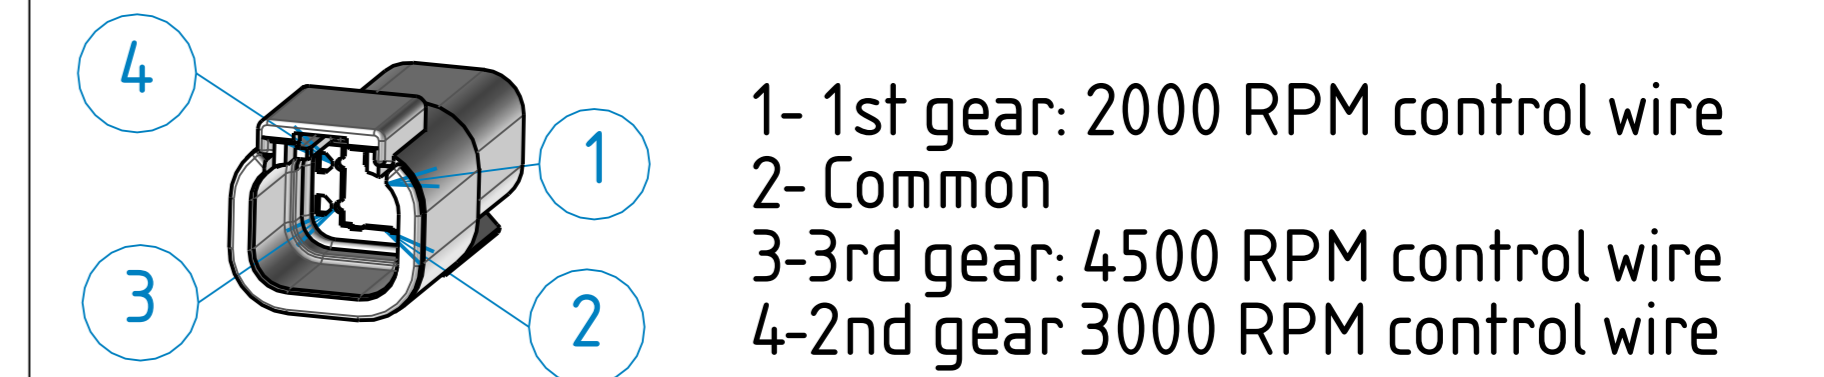 4
1
3
2
1- 1st gear: 2000 RPM control wire
2- Common
3-3rd gear: 4500 RPM control wire
4-2nd gear 3000 RPM control wire